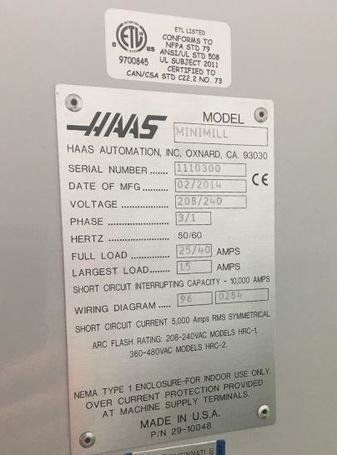 ETL LISTED
CONFORMS TO
NFPA STD 79
ANSI/UL STD 508
UL SUBJECT 2011
CERTIFIED TO
CAN/CSA STD C22.2 NO. 73
C ETL US
9700845
HAAS
MODEL
MINIMILL
HAAS AUTOMATION, INC. OXNARD, CA. 93030
SERIAL NUMBER 1110300
DATE OF MFG 02/2014 CE
VOLTAGE 208/240
PHASE 3/1
HERTZ 50/60
FULL LOAD 25/40 AMPS
LARGEST LOAD 15 AMPS
SHORT CIRCUIT INTERRUPTING CAPACITY - 10,000 AMPS
WIRING DIAGRAM 96 0284
SHORT CIRCUIT CURRENT 5,000 Amps RMS SYMMETRICAL
ARC FLASH RATING: 208-240VAC MODELS HRC-1
360-480VAC MODELS HRC-2.
NEMA TYPE 1 ENCLOSURE-FOR INDOOR USE ONLY
OVER CURRENT PROTECTION PROVIDED
AT MACHINE SUPPLY TERMINALS.
MADE IN U.S.A.
P/N 29-10048